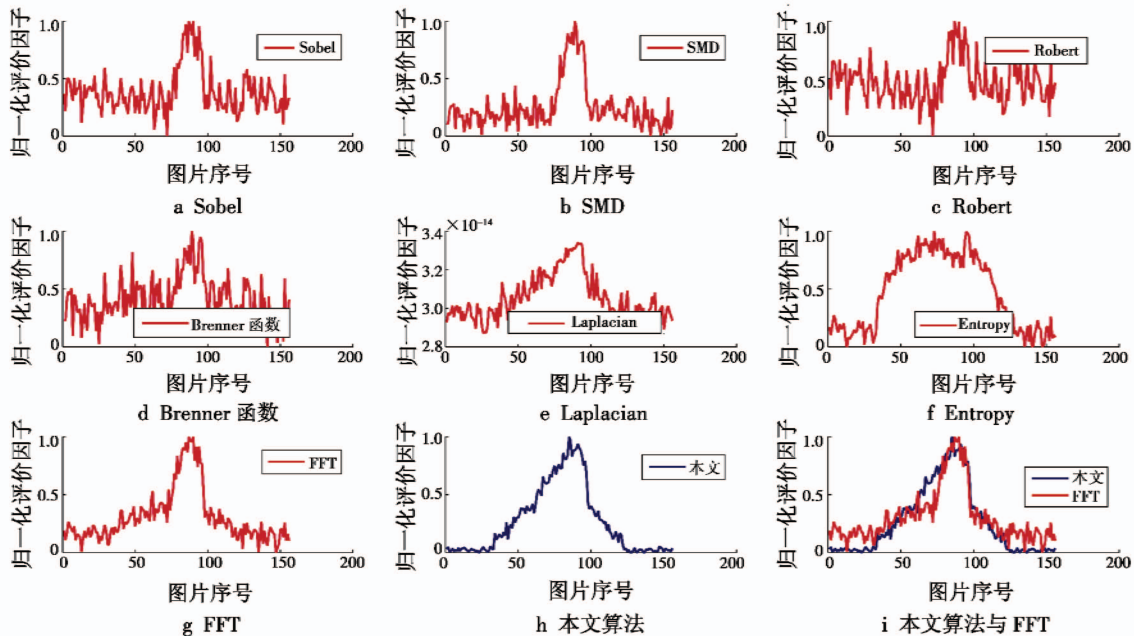 归一化评价因子
1.0
0.5
0
0 50 100 150 200
Sobel
图片序号
a Sobel
归一化评价因子
1.0
0.5
0
0 50 100 150 200
SMD
图片序号
b SMD
归一化评价因子
1.0
0.5
0
0 50 100 150 200
Robert
图片序号
c Robert
归一化评价因子
1.0
0.5
0
0 50 100 150 200
Brenner 函数
图片序号
d Brenner 函数
归一化评价因子
×10⁻¹⁴
3.4
3.2
3.0
2.8
0 50 100 150 200
Laplacian
图片序号
e Laplacian
归一化评价因子
1.0
0.5
0
0 50 100 150 200
Entropy
图片序号
f Entropy
归一化评价因子
1.0
0.5
0
0 50 100 150 200
FFT
图片序号
g FFT
归一化评价因子
1.0
0.5
0
0 50 100 150 200
本文
图片序号
h 本文算法
归一化评价因子
1.0
0.5
0
0 50 100 150 200
本文
FFT
图片序号
i 本文算法与 FFT